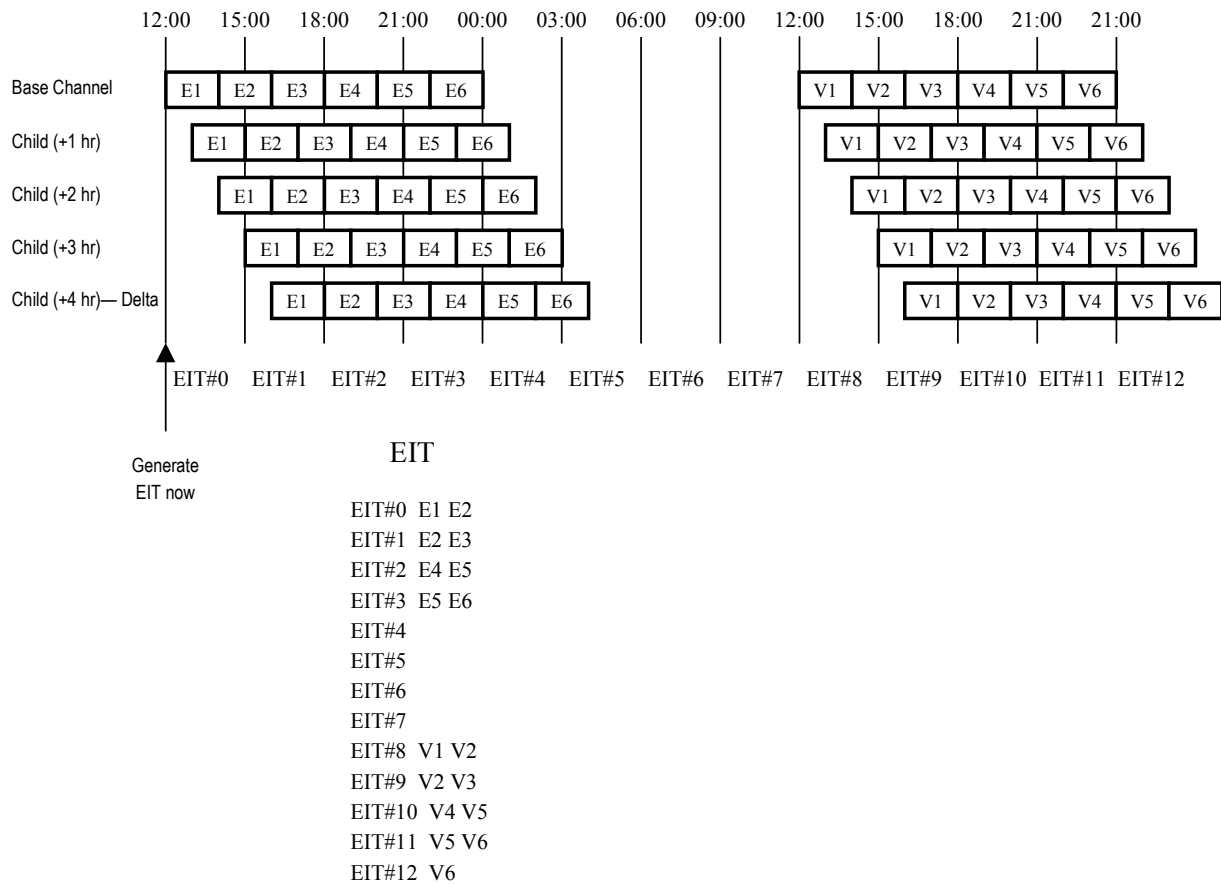 12:00 15:00 18:00 21:00 00:00 03:00 06:00 09:00 12:00 15:00 18:00 21:00 21:00
Base Channel E1 E2 E3 E4 E5 E6 V1 V2 V3 V4 V5 V6
Child (+1 hr) E1 E2 E3 E4 E5 E6 V1 V2 V3 V4 V5 V6
Child (+2 hr) E1 E2 E3 E4 E5 E6 V1 V2 V3 V4 V5 V6
Child (+3 hr) E1 E2 E3 E4 E5 E6 V1 V2 V3 V4 V5 V6
Child (+4 hr)— Delta E1 E2 E3 E4 E5 E6 V1 V2 V3 V4 V5 V6
EIT#0 EIT#1 EIT#2 EIT#3 EIT#4 EIT#5 EIT#6 EIT#7 EIT#8 EIT#9 EIT#10 EIT#11 EIT#12
Generate
EIT now
EIT
EIT#0 E1 E2
EIT#1 E2 E3
EIT#2 E4 E5
EIT#3 E5 E6
EIT#4
EIT#5
EIT#6
EIT#7
EIT#8 V1 V2
EIT#9 V2 V3
EIT#10 V4 V5
EIT#11 V5 V6
EIT#12 V6